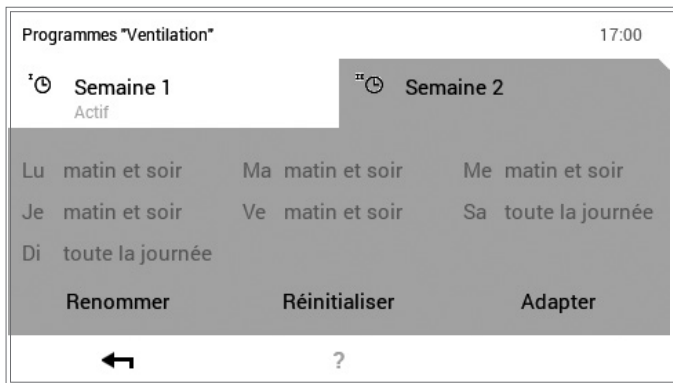 Programmes "Ventilation" 17:00
I Semaine 1 II Semaine 2
Actif
Lu matin et soir Ma matin et soir Me matin et soir
Je matin et soir Ve matin et soir Sa toute la journée
Di toute la journée
Renommer Réinitialiser Adapter
?